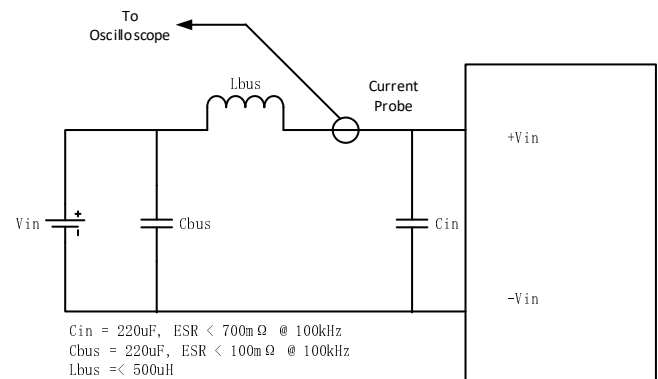 To
Oscilloscope
Lbus
Current
Probe
+Vin
Vin
+
Cbus
Cin
-Vin
Cin = 220uF, ESR < 700mΩ @ 100kHz
Cbus = 220uF, ESR < 100mΩ @ 100kHz
Lbus =< 500uH